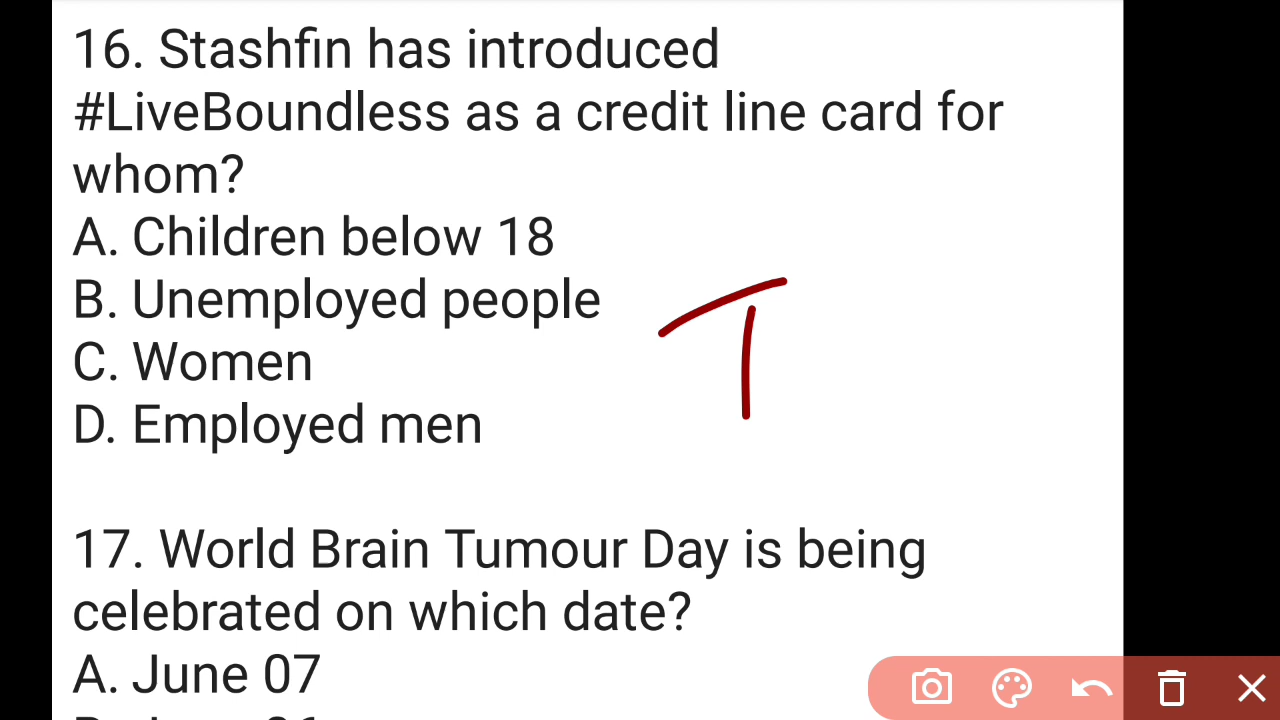 16. Stashfin has introduced
#LiveBoundless as a credit line card for
whom?
A. Children below 18
B. Unemployed people
C. Women
D. Employed men
17. World Brain Tumour Day is being
celebrated on which date?
A. June 07